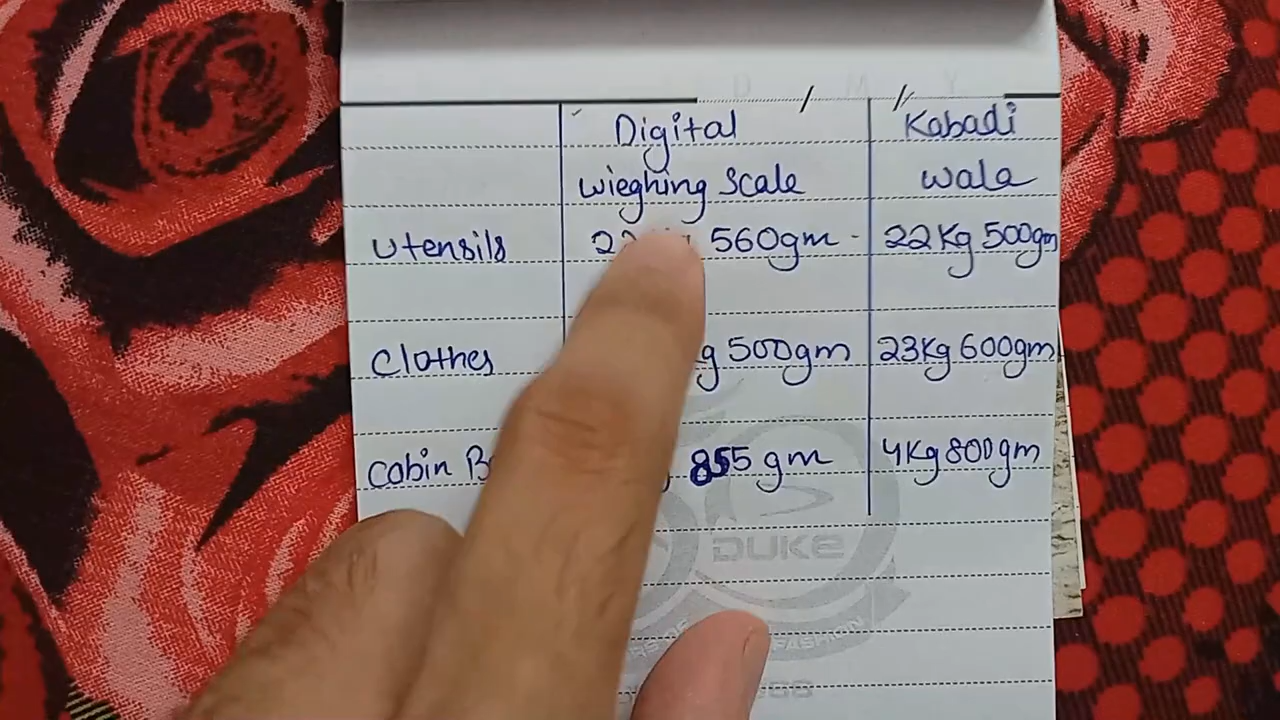 D M Y
/ /
Digital Kabadi
wieghing scale wala
Utensils 560gm - 22Kg 500gm
Clothes 500gm 23Kg 600gm
Cabin 855 gm 4Kg 800gm
DUKE
FASHION